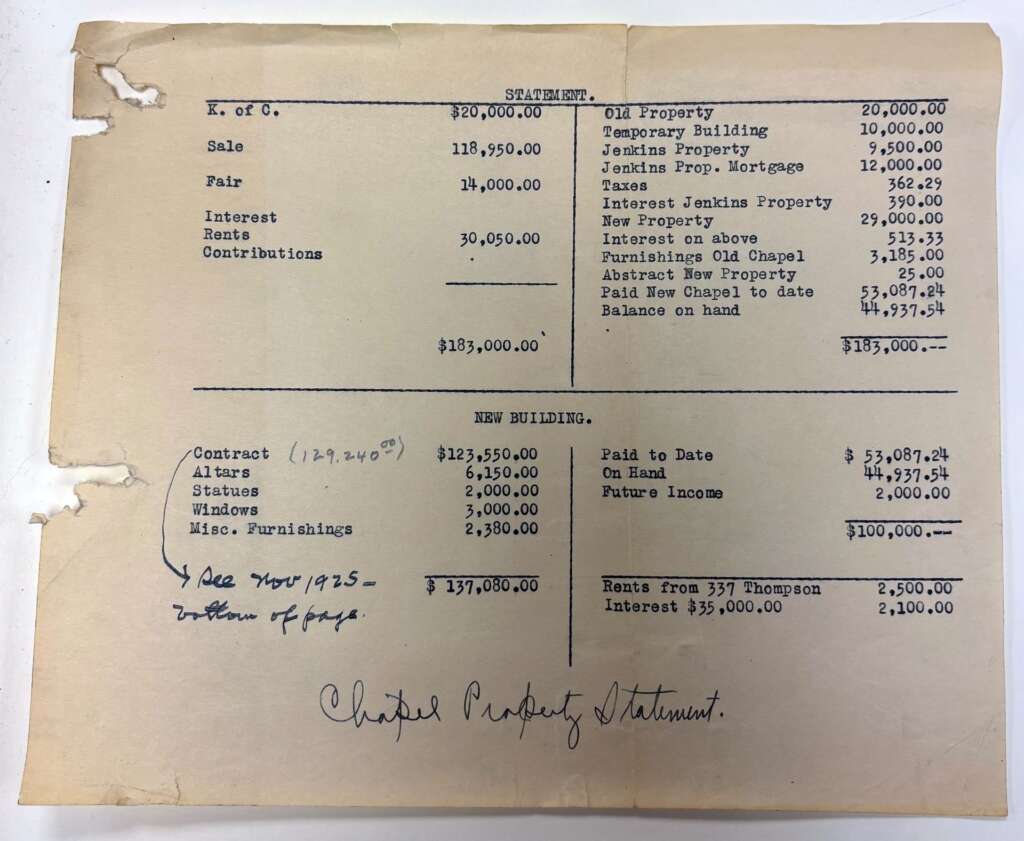 STATEMENT.
K. of C. $20,000.00
Sale 118,950.00
Fair 14,000.00
Interest
Rents 30,050.00
Contributions
$183,000.00
Old Property 20,000.00
Temporary Building 10,000.00
Jenkins Property 9,500.00
Jenkins Prop. Mortgage 12,000.00
Taxes 362.29
Interest Jenkins Property 390.00
New Property 29,000.00
Interest on above 513.33
Furnishings Old Chapel 3,185.00
Abstract New Property 25.00
Paid New Chapel to date 53,087.24
Balance on hand 44,937.54
$183,000.--
NEW BUILDING.
Contract (129,240.00) $123,550.00
Altars 6,150.00
Statues 2,000.00
Windows 3,000.00
Misc. Furnishings 2,380.00
$ 137,080.00
See Nov 1925 -
bottom of page.
Paid to Date $ 53,087.24
On Hand 44,937.54
Future Income 2,000.00
$100,000.--
Rents from 337 Thompson 2,500.00
Interest $35,000.00 2,100.00
Chapel Property Statement.